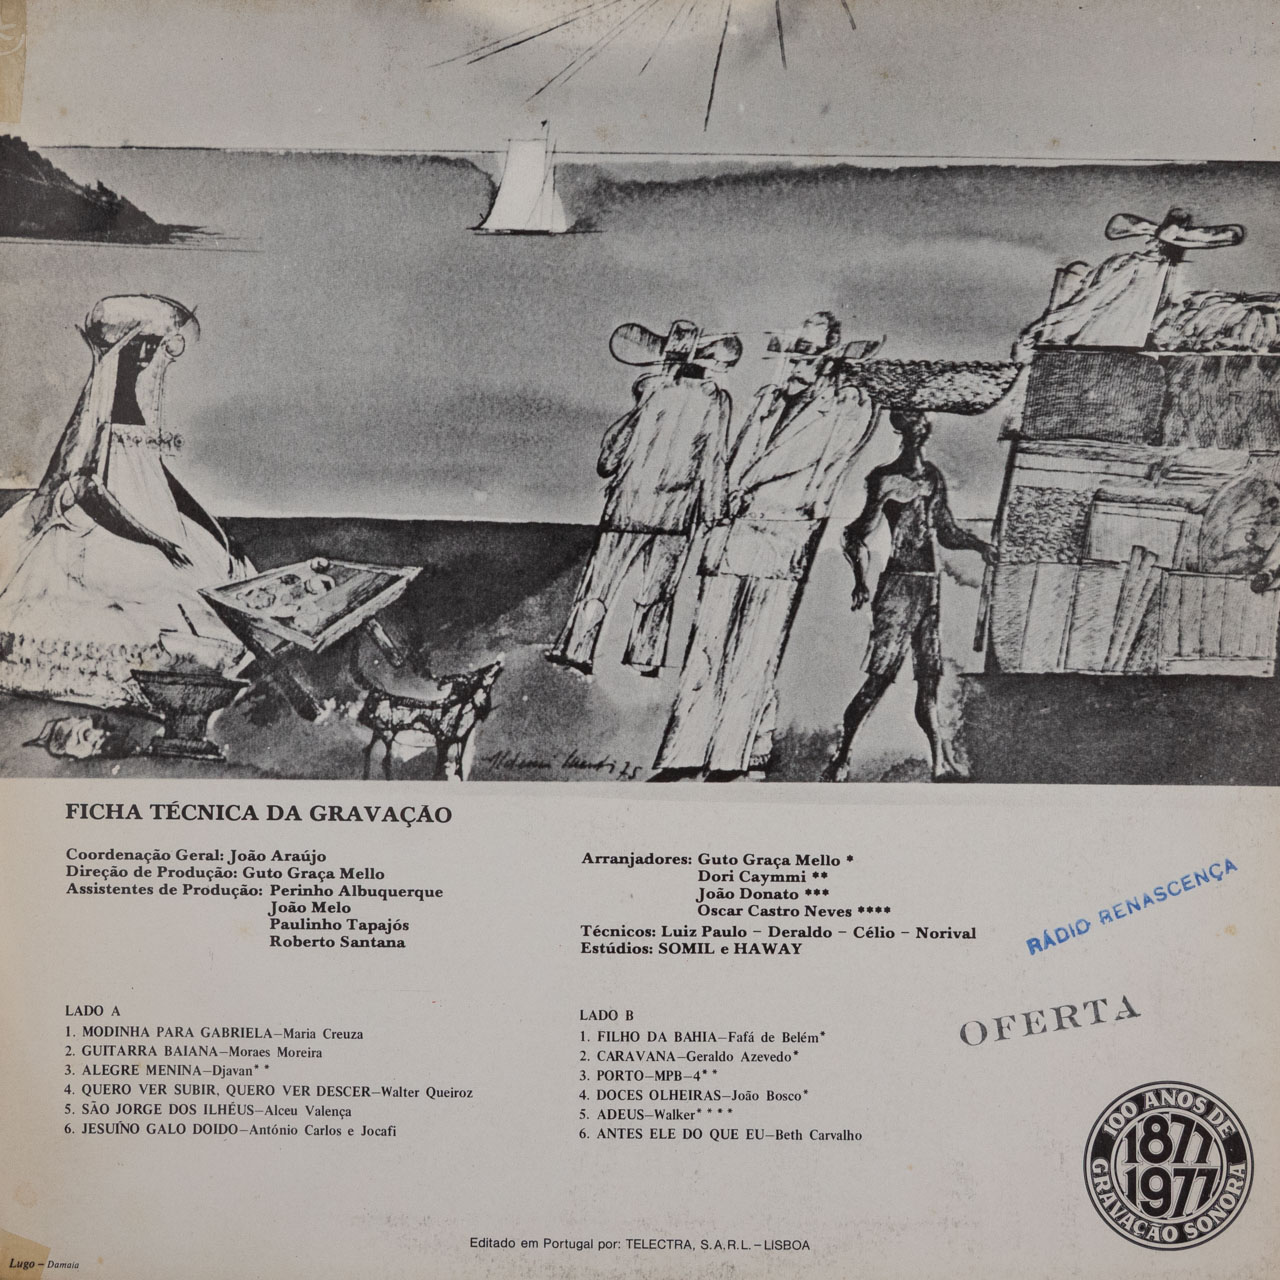 75
FICHA TÉCNICA DA GRAVAÇÃO
Coordenação Geral: João Araújo
Direção de Produção: Guto Graça Mello
Assistentes de Produção: Perinho Albuquerque
João Melo
Paulinho Tapajós
Roberto Santana
Arranjadores: Guto Graça Mello *
Dori Caymmi **
João Donato ***
Oscar Castro Neves ****
Técnicos: Luiz Paulo – Deraldo – Célio – Norival
Estúdios: SOMIL e HAWAY
RÁDIO RENASCENÇA
OFERTA
LADO A
1. MODINHA PARA GABRIELA—Maria Creuza
2. GUITARRA BAIANA—Moraes Moreira
3. ALEGRE MENINA—Djavan**
4. QUERO VER SUBIR, QUERO VER DESCER—Walter Queiroz
5. SÃO JORGE DOS ILHÉUS—Alceu Valença
6. JESUÍNO GALO DOIDO—António Carlos e Jocafi
LADO B
1. FILHO DA BAHIA—Fafá de Belém*
2. CARAVANA—Geraldo Azevedo*
3. PORTO—MPB-4**
4. DOCES OLHEIRAS—João Bosco*
5. ADEUS—Walker****
6. ANTES ELE DO QUE EU—Beth Carvalho
100 ANOS DE
1877
1977
GRAVAÇÃO SONORA
Editado em Portugal por: TELECTRA, S.A.R.L. – LISBOA
Lugo – Damaia